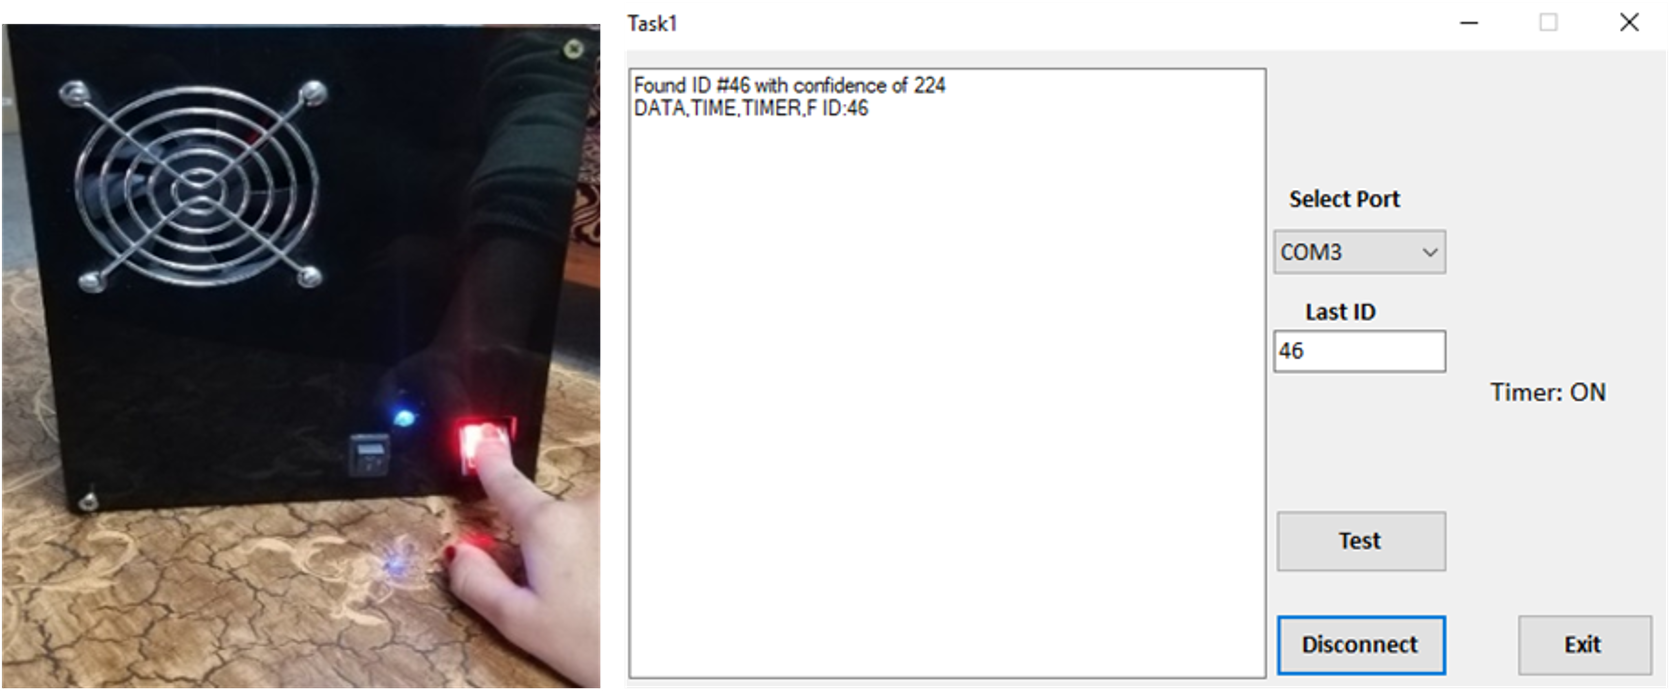 Task1
Found ID #46 with confidence of 224
DATA,TIME,TIMER,F ID:46
Select Port
COM3
Last ID
46
Timer: ON
Test
Disconnect
Exit